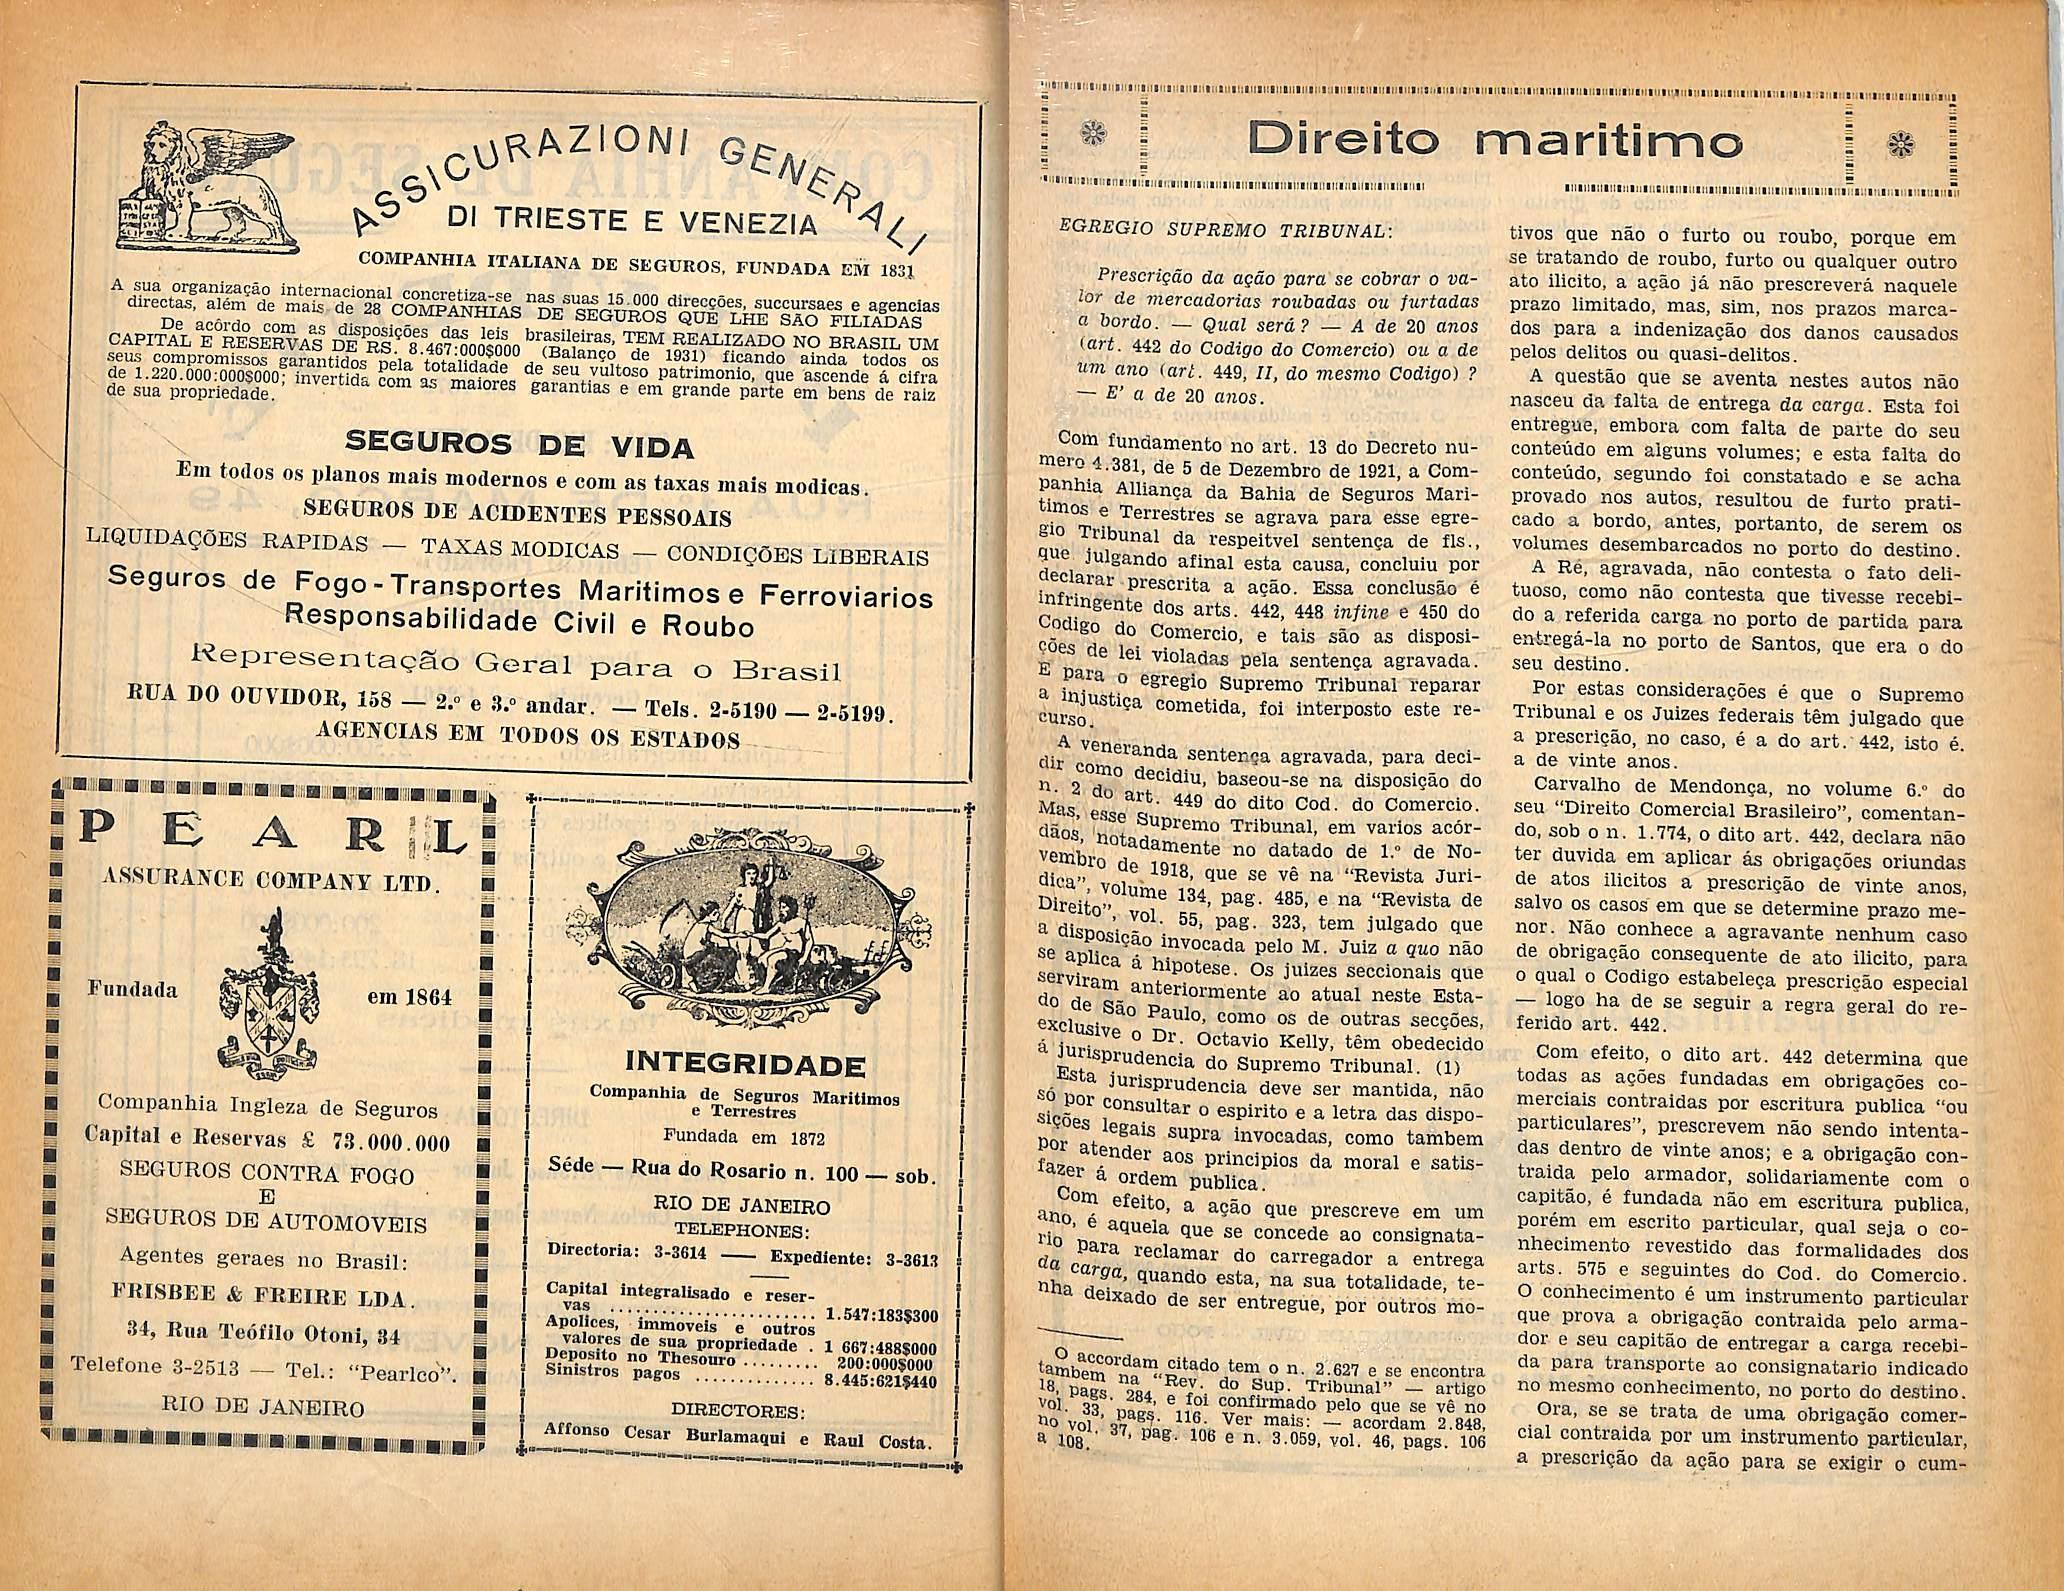 ASSICURAZIONI GENERALI
DI TRIESTE E VENEZIA
COMPANHIA ITALIANA DE SEGUROS, FUNDADA EM 1831
A sua organização internacional concretiza-se nas suas 15.000 direcções, succursaes e agencias
directas, além de mais de 28 COMPANHIAS DE SEGUROS QUE LHE SÃO FILIADAS
De acôrdo com as disposições das leis brasileiras, TEM REALIZADO NO BRASIL UM
CAPITAL E RESERVAS DE RS. 8.467:000$000 (Balanço de 1931) ficando ainda todos os
seus compromissos garantidos pela totalidade de seu vultoso patrimonio, que ascende á cifra
de 1.220.000:000$000; invertida com as maiores garantias e em grande parte em bens de raiz
de sua propriedade.
SEGUROS DE VIDA
Em todos os planos mais modernos e com as taxas mais modicas.
SEGUROS DE ACIDENTES PESSOAIS
LIQUIDAÇÕES RAPIDAS — TAXAS MODICAS — CONDIÇÕES LIBERAIS
Seguros de Fogo - Transportes Maritimos e Ferroviarios
Responsabilidade Civil e Roubo
Representação Geral para o Brasil
RUA DO OUVIDOR, 158 — 2.º e 3.º andar. — Tels. 2-5190 — 2-5199.
AGENCIAS EM TODOS OS ESTADOS
PEARL
ASSURANCE COMPANY LTD.
Fundada em 1864
Companhia Ingleza de Seguros
Capital e Reservas £ 73.000.000
SEGUROS CONTRA FOGO
E
SEGUROS DE AUTOMOVEIS
Agentes geraes no Brasil:
FRISBEE & FREIRE LDA.
34, Rua Teófilo Otoni, 34
Telefone 3-2513 — Tel.: "Pearlco".
RIO DE JANEIRO
INTEGRIDADE
Companhia de Seguros Maritimos
e Terrestres
Fundada em 1872
Séde — Rua do Rosario n. 100 — sob.
RIO DE JANEIRO
TELEPHONES:
Directoria: 3-3614 — Expediente: 3-3613
Capital integralisado e reser-
vas ...................... 1.547:183$300
Apolices, immoveis e outros
valores de sua propriedade . 1 667:488$000
Deposito no Thesouro ......... 200:000$000
Sinistros pagos .............. 8.445:621$440
DIRECTORES:
Affonso Cesar Burlamaqui e Raul Costa.
Direito maritimo
EGREGIO SUPREMO TRIBUNAL:
Prescrição da ação para se cobrar o va-
lor de mercadorias roubadas ou furtadas
a bordo. — Qual será? — A de 20 anos
(art. 442 do Codigo do Comercio) ou a de
um ano (art. 449, II, do mesmo Codigo) ?
— E' a de 20 anos.
Com fundamento no art. 13 do Decreto nu-
mero 4.381, de 5 de Dezembro de 1921, a Com-
panhia Alliança da Bahia de Seguros Mari-
timos e Terrestres se agrava para esse egre-
gio Tribunal da respeitvel sentença de fls.,
que julgando afinal esta causa, concluiu por
declarar prescrita a ação. Essa conclusão é
infringente dos arts. 442, 448 infine e 450 do
Codigo do Comercio, e tais são as disposi-
ções de lei violadas pela sentença agravada.
E para o egregio Supremo Tribunal reparar
a injustiça cometida, foi interposto este re-
curso.
A veneranda sentença agravada, para deci-
dir como decidiu, baseou-se na disposição do
n. 2 do art. 449 do dito Cod. do Comercio.
Mas, esse Supremo Tribunal, em varios acór-
dãos, notadamente no datado de 1.º de No-
vembro de 1918, que se vê na "Revista Juri-
dica", volume 134, pag. 485, e na "Revista de
Direito", vol. 55, pag. 323, tem julgado que
a disposição invocada pelo M. Juiz a quo não
se aplica á hipotese. Os juizes seccionais que
serviram anteriormente ao atual neste Esta-
do de São Paulo, como os de outras secções,
exclusive o Dr. Octavio Kelly, têm obedecido
á jurisprudencia do Supremo Tribunal. (1)
Esta jurisprudencia deve ser mantida, não
só por consultar o espirito e a letra das dispo-
sições legais supra invocadas, como tambem
por atender aos principios da moral e satis-
fazer á ordem publica.
Com efeito, a ação que prescreve em um
ano, é aquela que se concede ao consignata-
rio para reclamar do carregador a entrega
da carga, quando esta, na sua totalidade, te-
nha deixado de ser entregue, por outros mo-
O accordam citado tem o n. 2.627 e se encontra
tambem na "Rev. do Sup. Tribunal" — artigo
18, pags. 284, e foi confirmado pelo que se vê no
vol. 33, pags. 116. Ver mais: — acordam 2.848,
no vol. 37, pag. 106 e n. 3.059, vol. 46, pags. 106
a 108.
tivos que não o furto ou roubo, porque em
se tratando de roubo, furto ou qualquer outro
ato ilicito, a ação já não prescreverá naquele
prazo limitado, mas, sim, nos prazos marca-
dos para a indenização dos danos causados
pelos delitos ou quasi-delitos.
A questão que se aventa nestes autos não
nasceu da falta de entrega da carga. Esta foi
entregue, embora com falta de parte do seu
conteúdo em alguns volumes; e esta falta do
conteúdo, segundo foi constatado e se acha
provado nos autos, resultou de furto prati-
cado a bordo, antes, portanto, de serem os
volumes desembarcados no porto do destino.
A Ré, agravada, não contesta o fato deli-
tuoso, como não contesta que tivesse recebi-
do a referida carga no porto de partida para
entregá-la no porto de Santos, que era o do
seu destino.
Por estas considerações é que o Supremo
Tribunal e os Juizes federais têm julgado que
a prescrição, no caso, é a do art. 442, isto é.
a de vinte anos.
Carvalho de Mendonça, no volume 6.º do
seu "Direito Comercial Brasileiro", comentan-
do, sob o n. 1.774, o dito art. 442, declara não
ter duvida em aplicar ás obrigações oriundas
de atos ilicitos a prescrição de vinte anos,
salvo os casos em que se determine prazo me-
nor. Não conhece a agravante nenhum caso
de obrigação consequente de ato ilicito, para
o qual o Codigo estabeleça prescrição especial
— logo ha de se seguir a regra geral do re-
ferido art. 442.
Com efeito, o dito art. 442 determina que
todas as ações fundadas em obrigações co-
merciais contraidas por escritura publica "ou
particulares", prescrevem não sendo intenta-
das dentro de vinte anos; e a obrigação con-
traida pelo armador, solidariamente com o
capitão, é fundada não em escritura publica,
porém em escrito particular, qual seja o co-
nhecimento revestido das formalidades dos
arts. 575 e seguintes do Cod. do Comercio.
O conhecimento é um instrumento particular
que prova a obrigação contraida pelo arma-
dor e seu capitão de entregar a carga recebi-
da para transporte ao consignatario indicado
no mesmo conhecimento, no porto do destino.
Ora, se se trata de uma obrigação comer-
cial contraida por um instrumento particular,
a prescrição da ação para se exigir o cum-